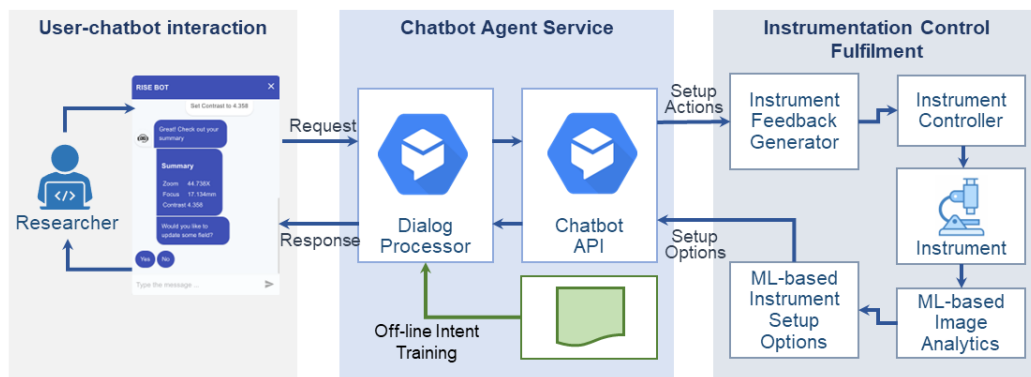 User-chatbot interaction
Researcher
RISE BOT
Set Contrast to 4.358
Great! Check out your
summary
Summary
Zoom 44.738X
Focus 17.134mm
Contrast 4.358
Would you like to
update some field?
Yes No
Type the message ...
Request
Response
Chatbot Agent Service
Dialog
Processor
Chatbot
API
Off-line Intent
Training
Setup
Actions
Setup
Options
Instrumentation Control
Fulfilment
Instrument
Feedback
Generator
Instrument
Controller
Instrument
ML-based
Image
Analytics
ML-based
Instrument
Setup
Options